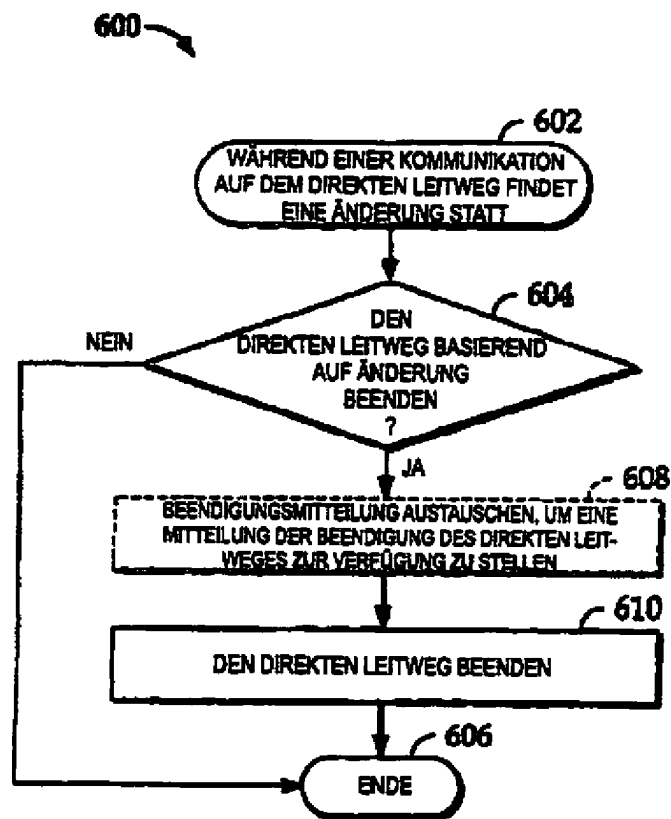 600
602
WÄHREND EINER KOMMUNIKATION
AUF DEM DIREKTEN LEITWEG FINDET
EINE ÄNDERUNG STATT
604
DEN
DIREKTEN LEITWEG BASIEREND
AUF ÄNDERUNG
BEENDEN
?
NEIN
JA
608
BEENDIGUNGSMITTEILUNG AUSTAUSCHEN, UM EINE
MITTEILUNG DER BEENDIGUNG DES DIREKTEN LEIT-
WEGES ZUR VERFÜGUNG ZU STELLEN
610
DEN DIREKTEN LEITWEG BEENDEN
606
ENDE